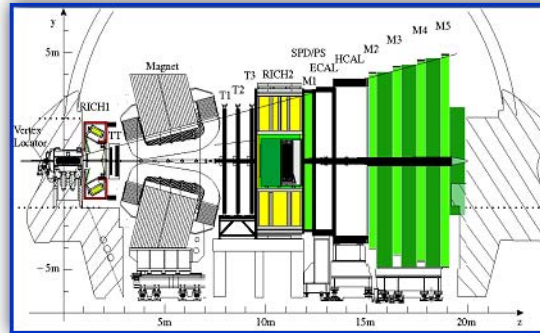 y
5m
Magnet
T1
T2
T3
RICH2
SPD/PS
M1
ECAL
HCAL
M2
M3
M4
M5
RICH1
TT
Vertex
Locator
−5m
5m
10m
15m
20m
z